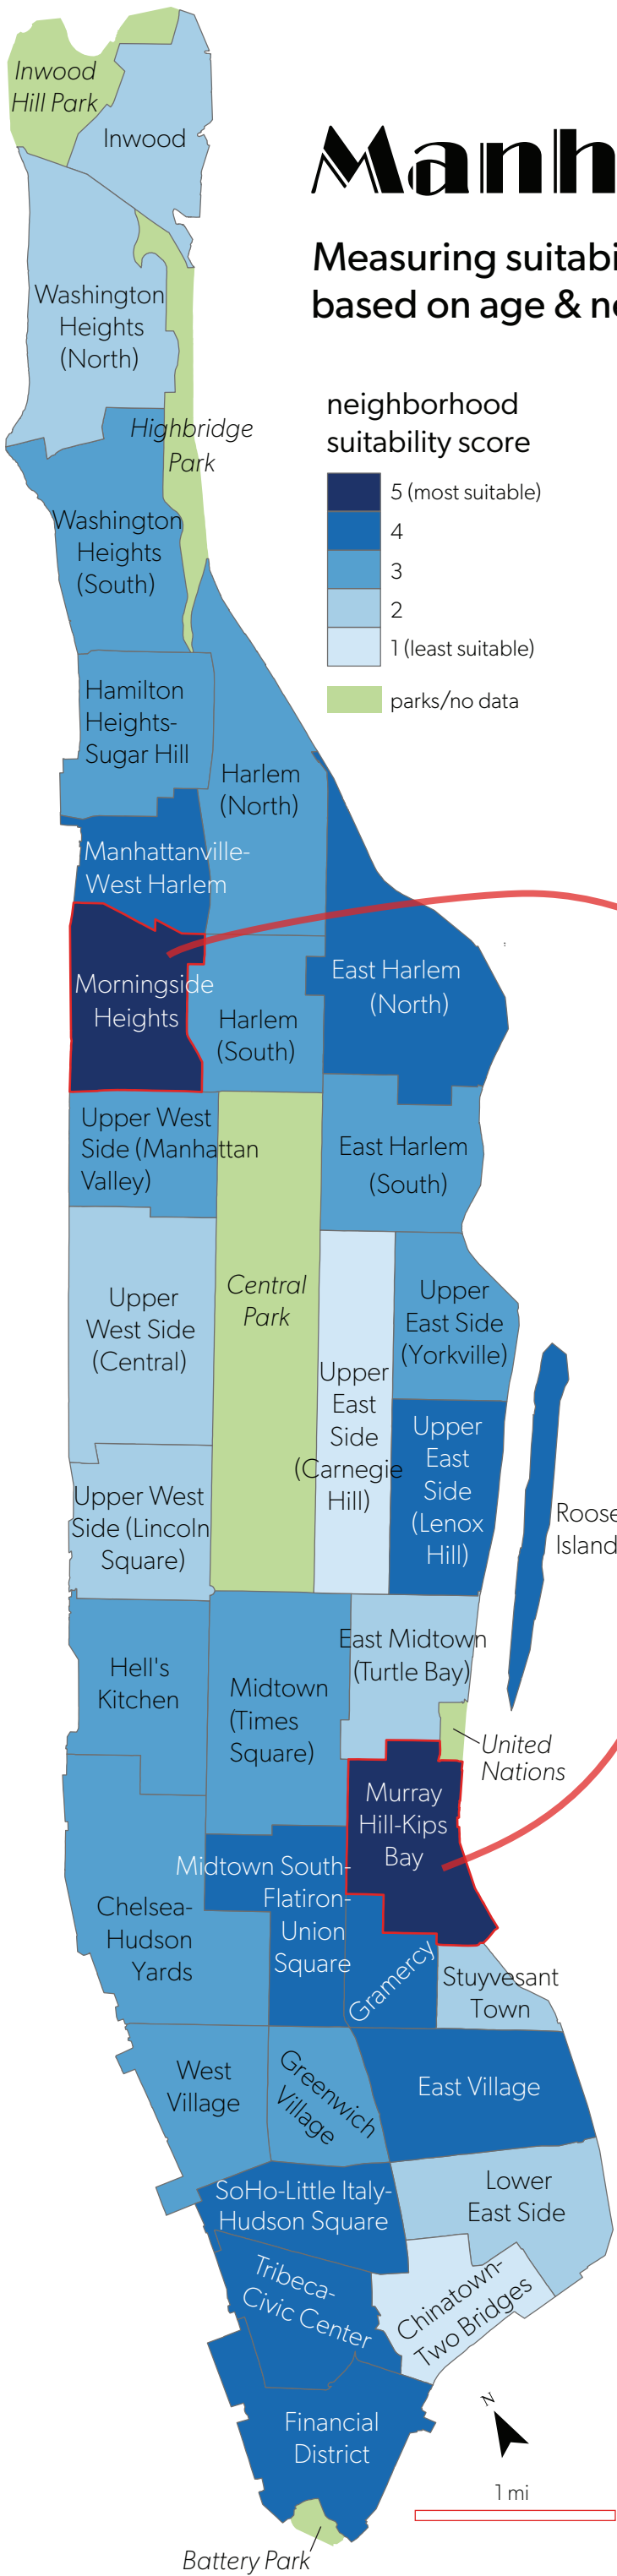 Inwood
Hill Park
Inwood
Manh
Measuring suitabi
based on age & n
Washington
Heights
(North)
neighborhood
suitability score
Highbridge
Park
5 (most suitable)
4
3
2
1 (least suitable)
parks/no data
Washington
Heights
(South)
Hamilton
Heights-
Sugar Hill
Harlem
(North)
Manhattanville-
West Harlem
Morningside
Heights
Harlem
(South)
East Harlem
(North)
Upper West
Side (Manhattan
Valley)
East Harlem
(South)
Upper
West Side
(Central)
Central
Park
Upper
East Side
(Yorkville)
Upper
East
Side
(Carnegie
Hill)
Upper
East
Side
(Lenox
Hill)
Upper West
Side (Lincoln
Square)
Roose
Island
Hell's
Kitchen
Midtown
(Times
Square)
East Midtown
(Turtle Bay)
United
Nations
Murray
Hill-Kips
Bay
Midtown South-
Flatiron-
Union
Square
Chelsea-
Hudson
Yards
Gramercy
Stuyvesant
Town
West
Village
Greenwich
Village
East Village
SoHo-Little Italy-
Hudson Square
Lower
East Side
Tribeca-
Civic Center
Chinatown-
Two Bridges
Financial
District
N
1 mi
Battery Park